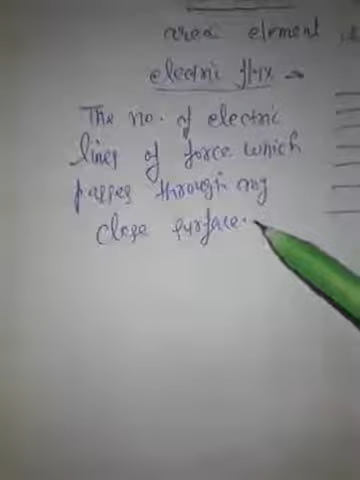 area element
electric flux →
The no. of electric
lines of force which
passes through any
close surface.